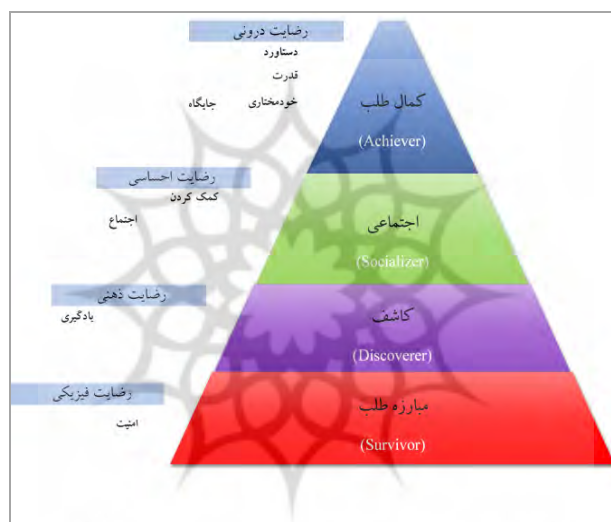 رضایت درونی
دستاورد
قدرت
خودمختاری
جایگاه
کمال طلب
(Achiever)
رضایت احساسی
کمک کردن
اجتماع
اجتماعی
(Socializer)
رضایت ذهنی
یادگیری
کاشف
(Discoverer)
رضایت فیزیکی
امنیت
مبارزه طلب
(Survivor)